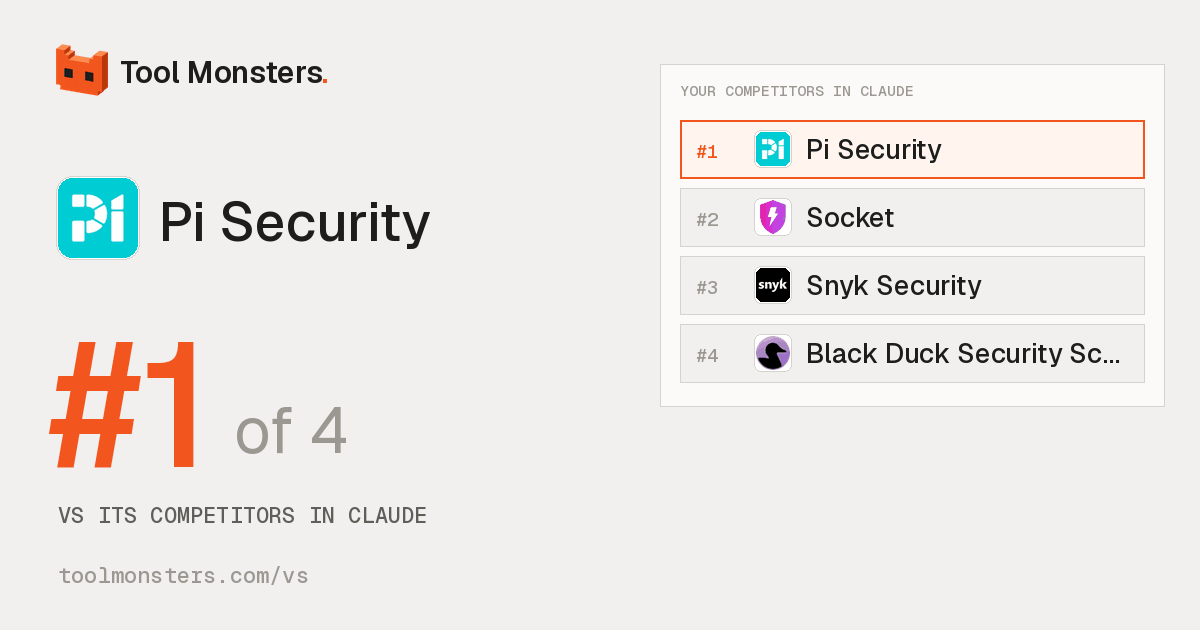 Tool Monsters.
Pi Security
#1 of 4
VS ITS COMPETITORS IN CLAUDE
toolmonsters.com/vs
YOUR COMPETITORS IN CLAUDE
#1 Pi Security
#2 Socket
#3 snyk Snyk Security
#4 Black Duck Security Sc...